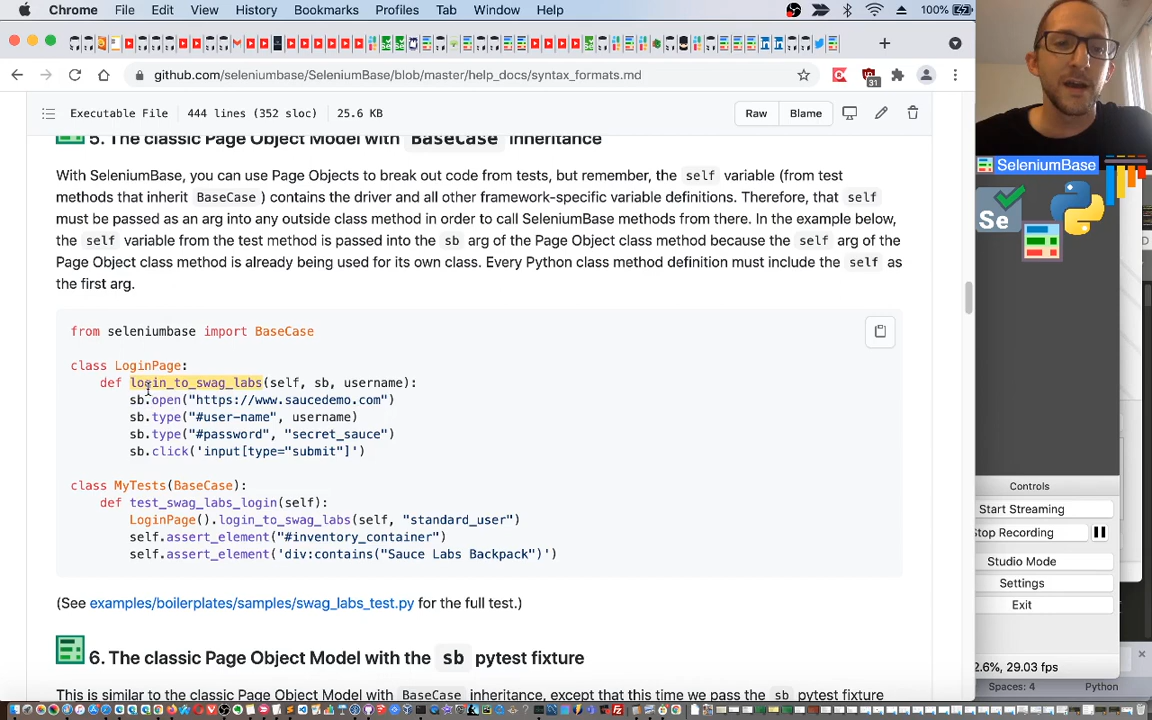 Chrome File Edit View History Bookmarks Profiles Tab Window Help 100%
github.com/seleniumbase/SeleniumBase/blob/master/help_docs/syntax_formats.md
31
Executable File 444 lines (352 sloc) 25.6 KB Raw Blame
5. The classic Page Object Model with BaseCase inheritance
With SeleniumBase, you can use Page Objects to break out code from tests, but remember, the self variable (from test
methods that inherit BaseCase ) contains the driver and all other framework-specific variable definitions. Therefore, that self
must be passed as an arg into any outside class method in order to call SeleniumBase methods from there. In the example below,
the self variable from the test method is passed into the sb arg of the Page Object class method because the self arg of the
Page Object class method is already being used for its own class. Every Python class method definition must include the self as
the first arg.
from seleniumbase import BaseCase
class LoginPage:
def login_to_swag_labs(self, sb, username):
sb.open("https://www.saucedemo.com")
sb.type("#user-name", username)
sb.type("#password", "secret_sauce")
sb.click('input[type="submit"]')
class MyTests(BaseCase):
def test_swag_labs_login(self):
LoginPage().login_to_swag_labs(self, "standard_user")
self.assert_element("#inventory_container")
self.assert_element('div:contains("Sauce Labs Backpack")')
(See examples/boilerplates/samples/swag_labs_test.py for the full test.)
6. The classic Page Object Model with the sb pytest fixture
This is similar to the classic Page Object Model with BaseCase inheritance, except that this time we pass the sb pytest fixture
SeleniumBase
Se
Controls
Start Streaming
Stop Recording
Studio Mode
Settings
Exit
2.6%, 29.03 fps
Spaces: 4 Python